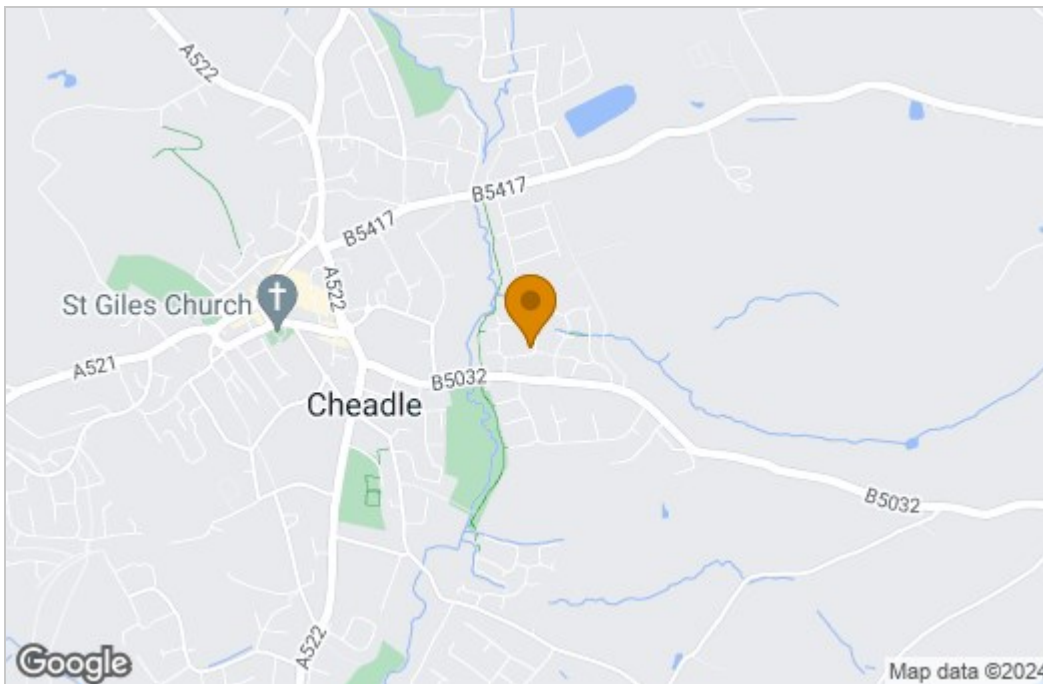 A522
B5417
B5417
A522
St Giles Church
A521
B5032
Cheadle
B5032
A522
Google
Map data ©2024